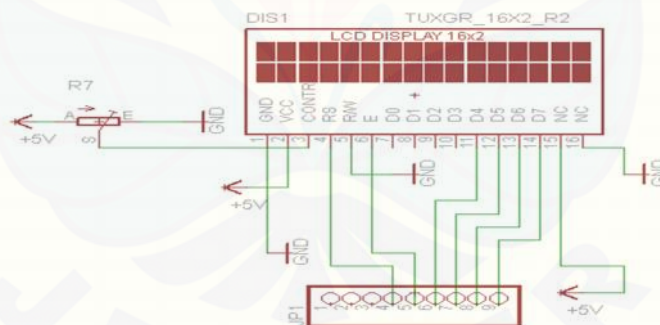 DIS1 TUXGR_16X2_R2
LCD DISPLAY 16x2
R7
A E
S
+5V
GND
GND VCC CONTR RS R/W E D0 D1 D2 D3 D4 D5 D6 D7 NC NC
1 2 3 4 5 6 7 8 9 10 11 12 13 14 15 16
GND
GND
+5V
GND
JP1
1 2 3 4 5 6 7 8 9
+5V